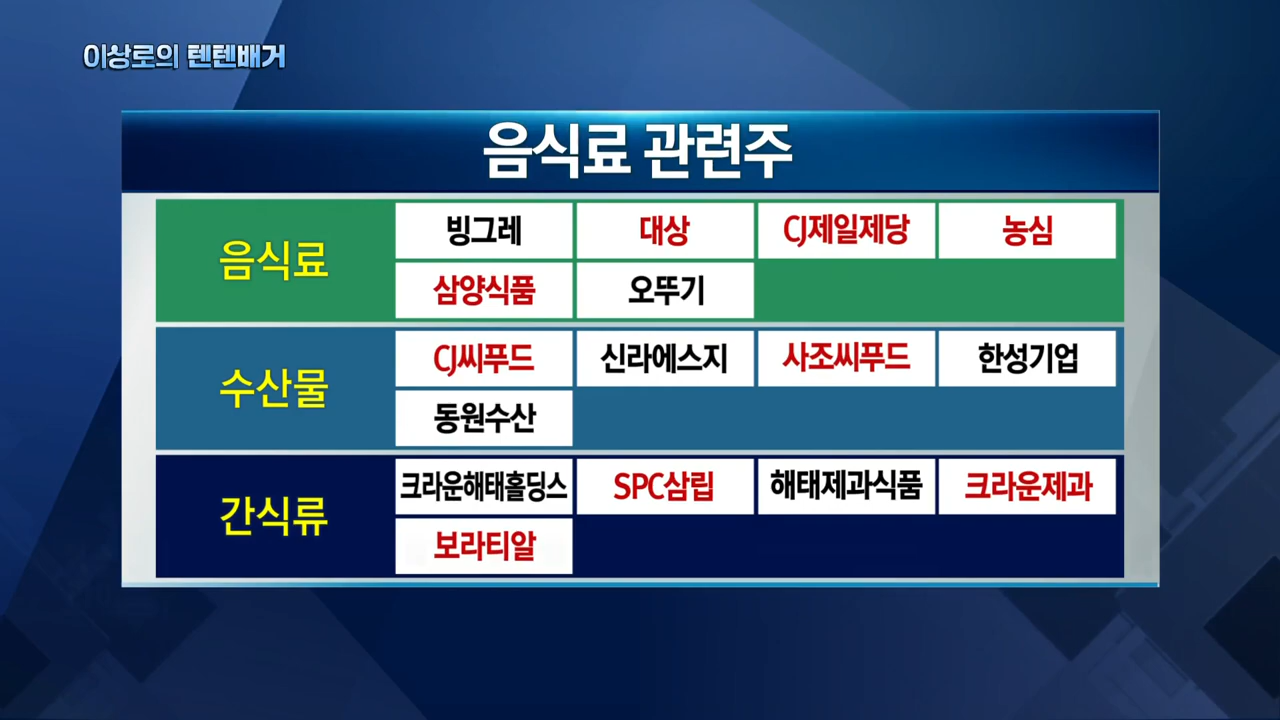 이상로의 텐텐배거
음식료 관련주
음식료
빙그레 대상 CJ제일제당 농심
삼양식품 오뚜기
수산물
CJ씨푸드 신라에스지 사조씨푸드 한성기업
동원수산
간식류
크라운해태홀딩스 SPC삼립 해태제과식품 크라운제과
보라티알